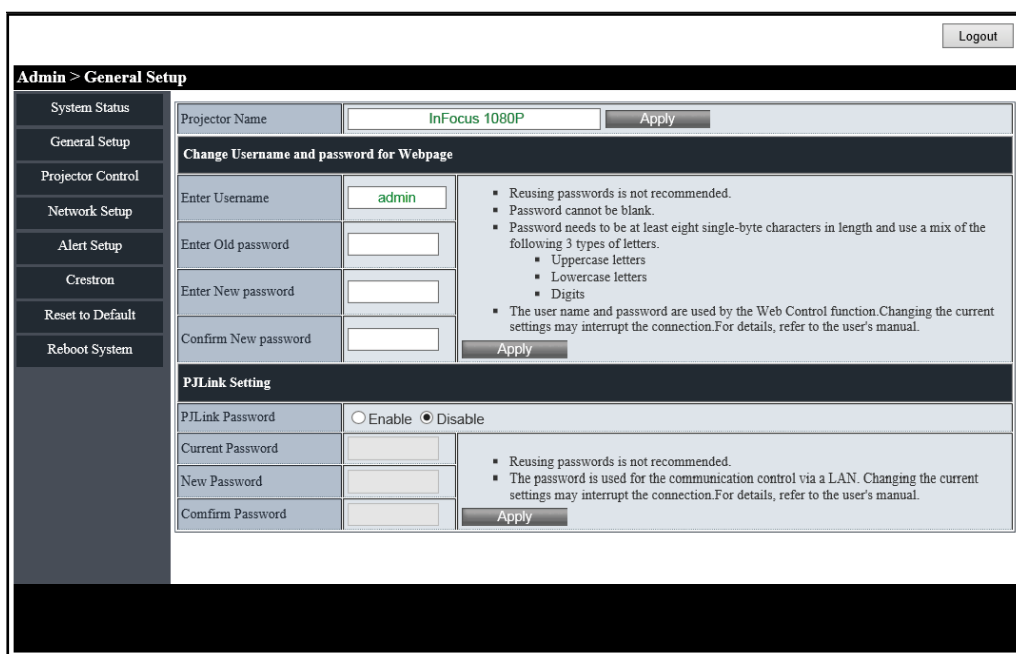 Logout
Admin > General Setup
System Status
General Setup
Projector Control
Network Setup
Alert Setup
Crestron
Reset to Default
Reboot System
Projector Name InFocus 1080P Apply
Change Username and password for Webpage
Enter Username admin
Enter Old password
Enter New password
Confirm New password
▪ Reusing passwords is not recommended.
▪ Password cannot be blank.
▪ Password needs to be at least eight single-byte characters in length and use a mix of the
following 3 types of letters.
▪ Uppercase letters
▪ Lowercase letters
▪ Digits
▪ The user name and password are used by the Web Control function.Changing the current
settings may interrupt the connection.For details, refer to the user's manual.
Apply
PJLink Setting
PJLink Password Enable Disable
Current Password
New Password
Comfirm Password
▪ Reusing passwords is not recommended.
▪ The password is used for the communication control via a LAN. Changing the current
settings may interrupt the connection.For details, refer to the user's manual.
Apply